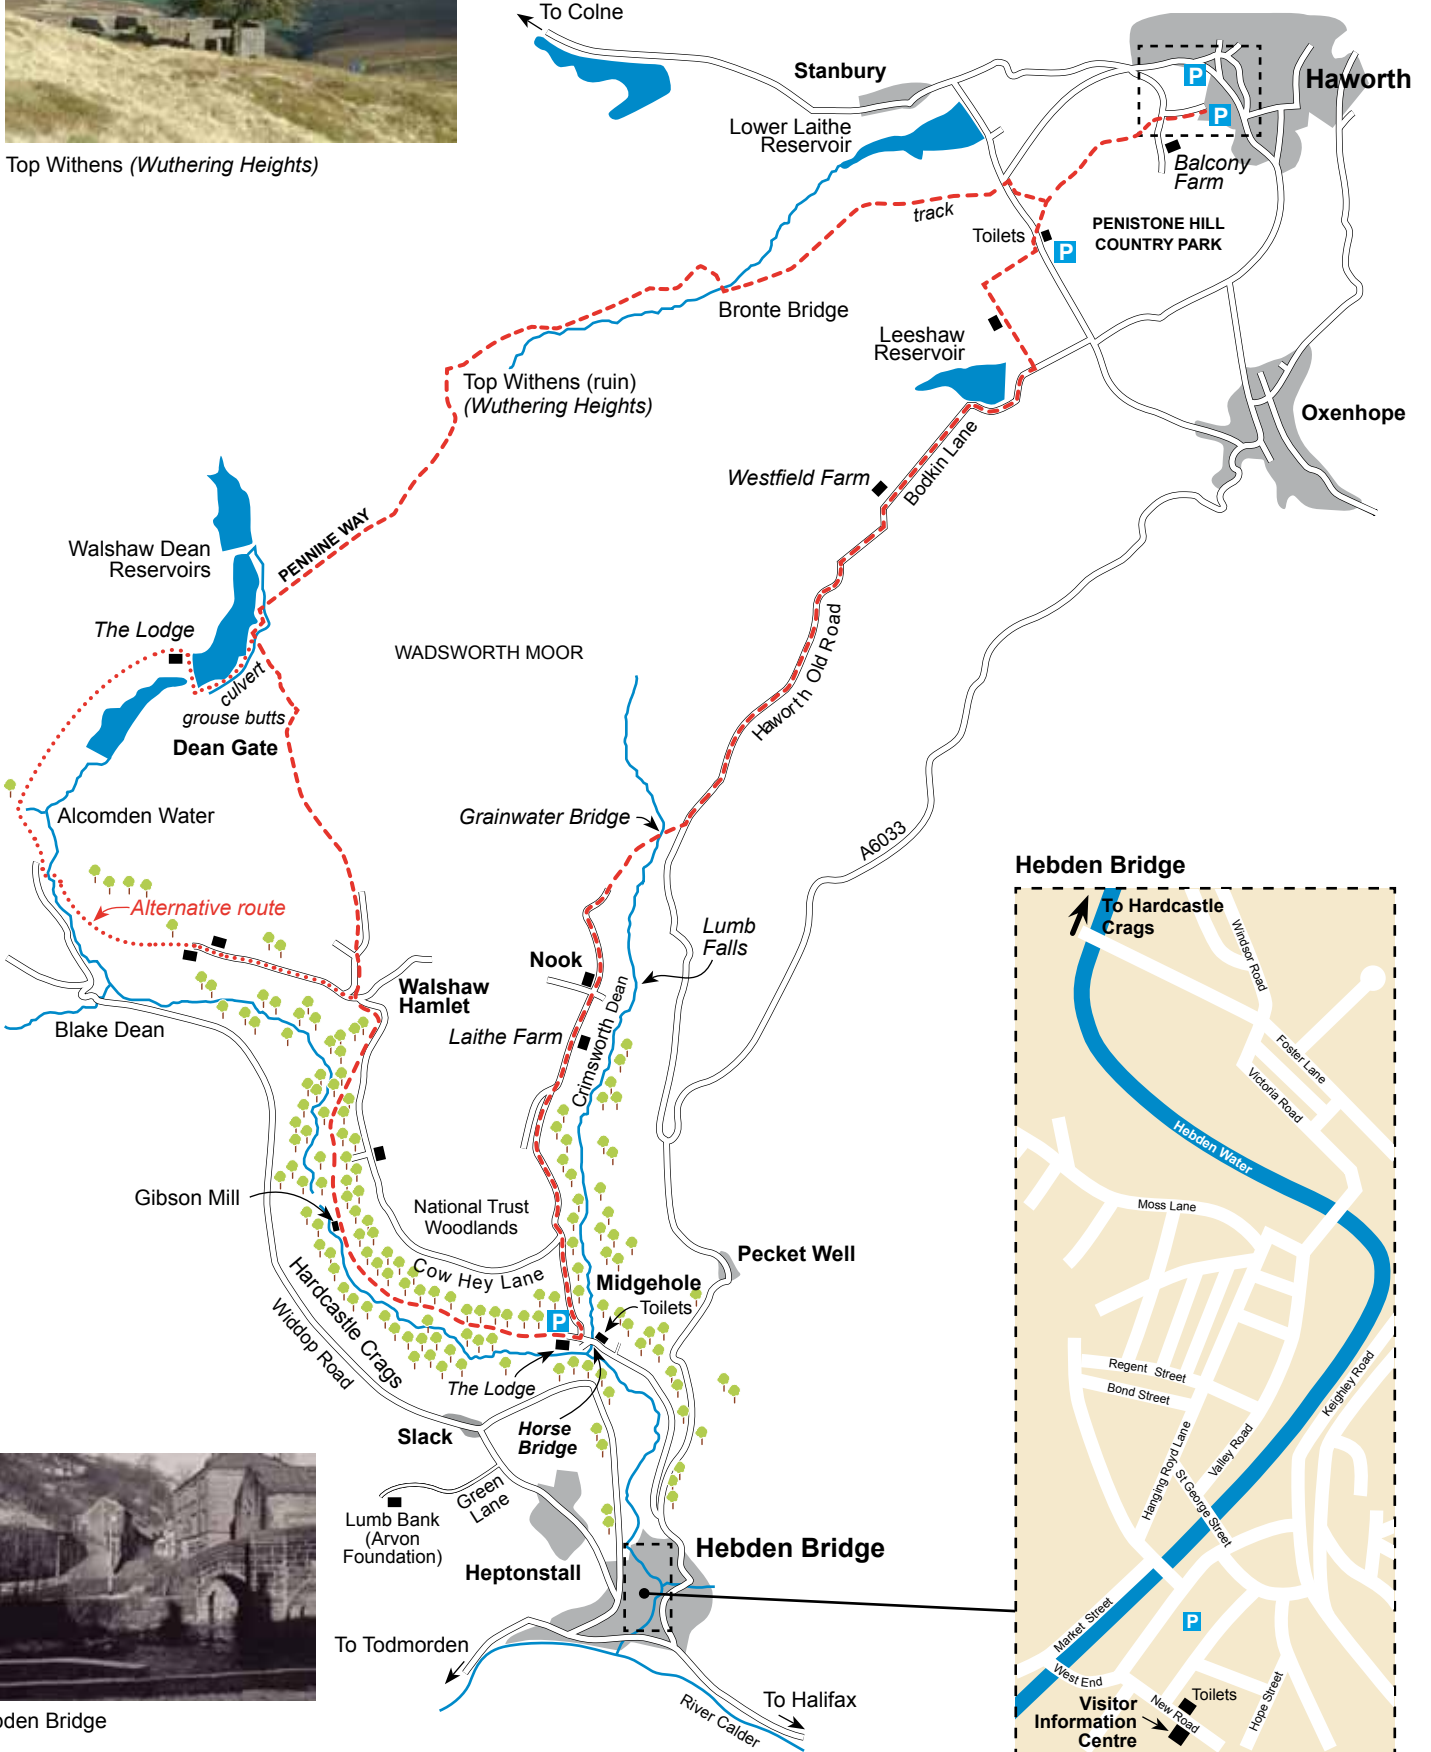 To Colne
Stanbury
P
Haworth
Lower Laithe
Reservoir
P
Balcony
Farm
Top Withens (Wuthering Heights)
track
PENISTONE HILL
COUNTRY PARK
Toilets
P
Bronte Bridge
Leeshaw
Reservoir
Top Withens (ruin)
(Wuthering Heights)
Oxenhope
Westfield Farm
Bodkin Lane
PENNINE WAY
Walshaw Dean
Reservoirs
The Lodge
WADSWORTH MOOR
Haworth Old Road
culvert
grouse butts
Dean Gate
Alcomden Water
Grainwater Bridge
A6033
Alternative route
Lumb
Falls
Nook
Walshaw
Hamlet
Crimsworth Dean
Blake Dean
Laithe Farm
Gibson Mill
National Trust
Woodlands
Pecket Well
Cow Hey Lane
Midgehole
Toilets
P
Hardcastle Crags
Widdop Road
The Lodge
Horse
Bridge
Slack
Green
Lane
Lumb Bank
(Arvon
Foundation)
Heptonstall
Hebden Bridge
To Todmorden
River Calder
To Halifax
bden Bridge
Hebden Bridge
To Hardcastle
Crags
Windsor Road
Foster Lane
Victoria Road
Hebden Water
Moss Lane
Regent Street
Bond Street
Keighley Road
Hanging Royd Lane
Valley Road
St George Street
Market Street
P
West End
New Road
Toilets
Hope Street
Visitor
Information
Centre